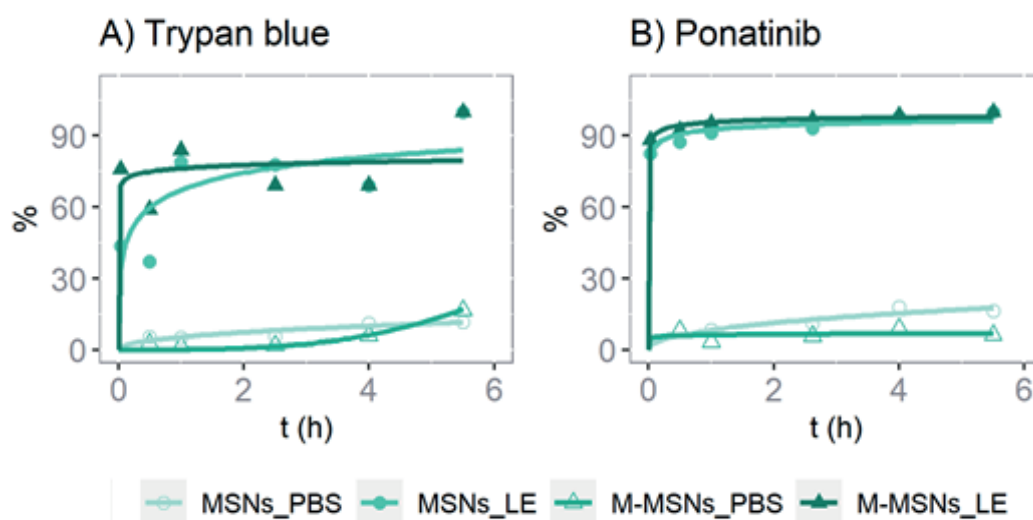 A) Trypan blue
B) Ponatinib
90
60
30
0
%
0 2 4 6
t (h)
90
60
30
0
%
0 2 4 6
t (h)
MSNs_PBS MSNs_LE M-MSNs_PBS M-MSNs_LE